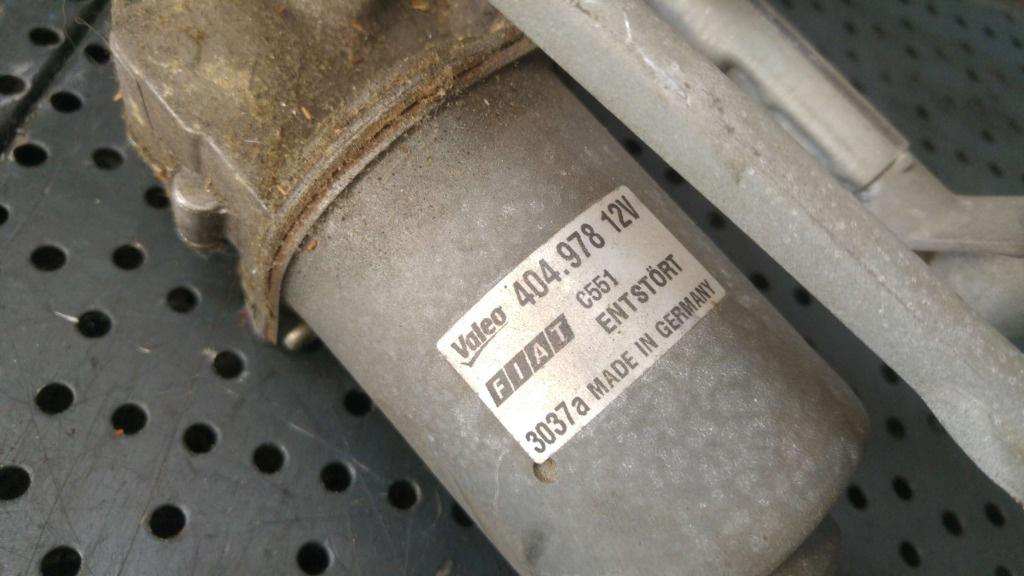 Valeo 404.978 12V
FIAT C551
ENTSTÖRT
3037a MADE IN GERMANY